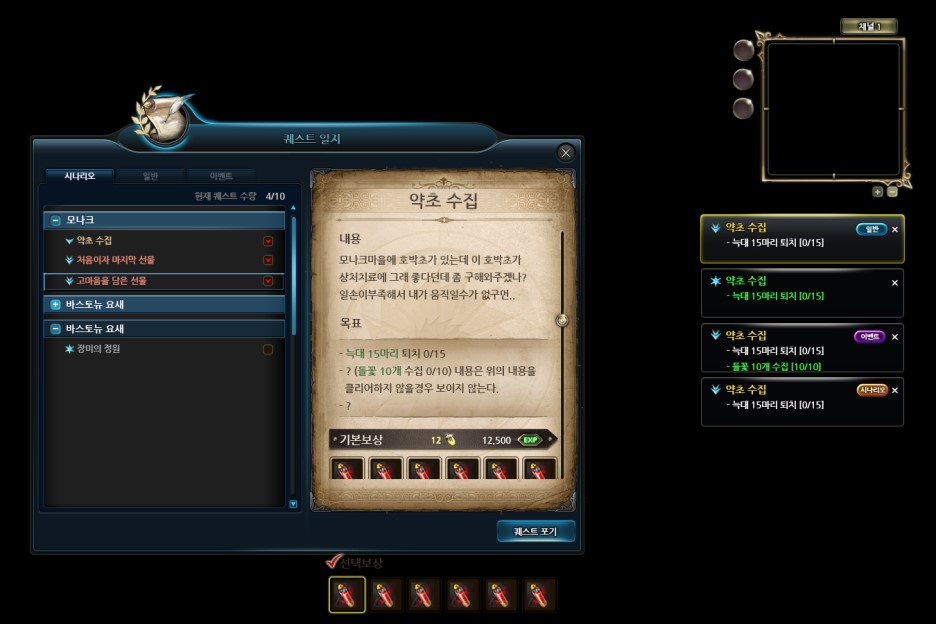 채널 1
퀘스트 일지
시나리오 일반 이벤트
현재 퀘스트 수량 4/10
모나크
약초 수집
처음이자 마지막 선물
고마움을 담은 선물
바스토뉴 요새
바스토뉴 요새
장미의 정원
약초 수집
내용
모나크마을에 호박초가 있는데 이 호박초가
상처치료에 그래 좋다던데 좀 구해와주겠나?
일손이부족해서 내가 움직일수가 없구먼..
목표
- 늑대 15마리 퇴치 0/15
- ? (들꽃 10개 수집 0/10) 내용은 위의 내용을
클리어하지 않을경우 보이지 않는다.
- ?
기본보상 12 12,500 EXP
퀘스트 포기
선택보상
약초 수집 일반
- 늑대 15마리 퇴치 [0/15]
약초 수집
- 늑대 15마리 퇴치 [0/15]
약초 수집 이벤트
- 늑대 15마리 퇴치 [0/15]
- 들꽃 10개 수집 [10/10]
약초 수집 시나리오
- 늑대 15마리 퇴치 [0/15]